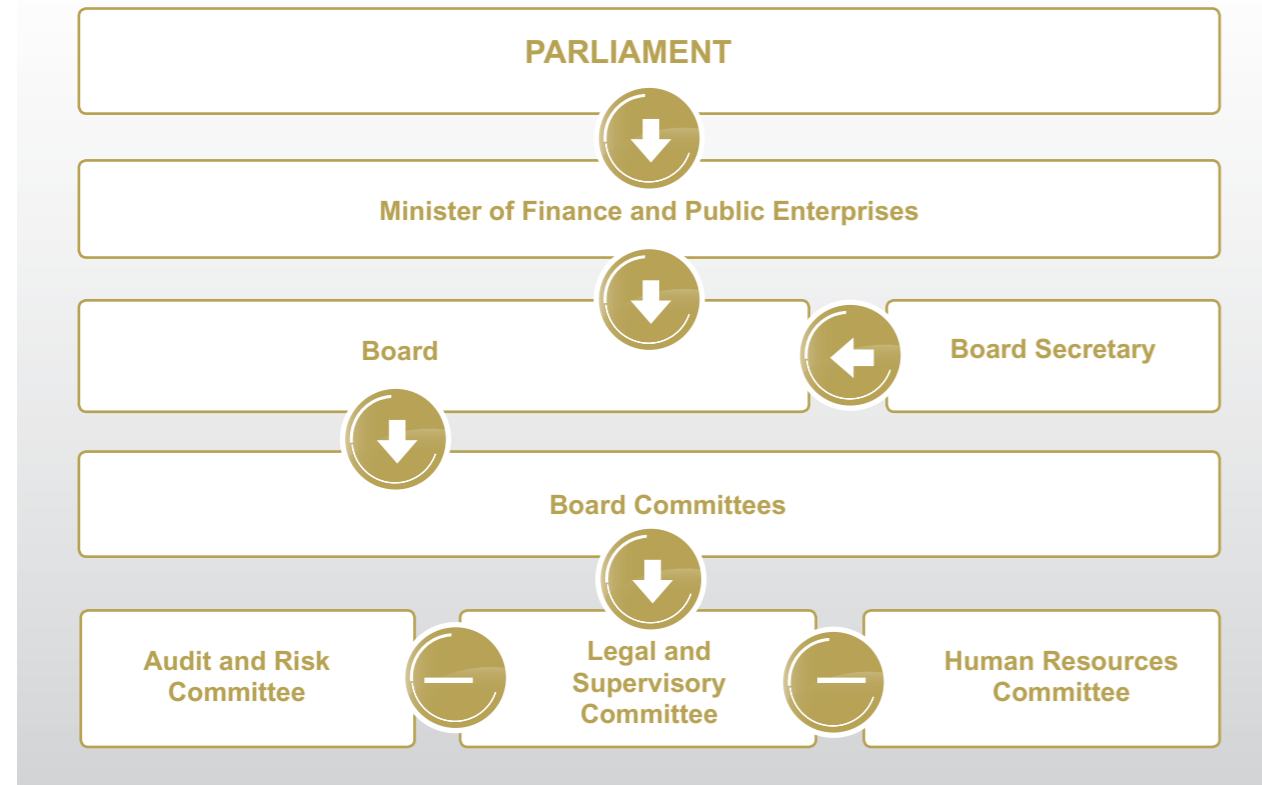 PARLIAMENT
Minister of Finance and Public Enterprises
Board
Board Secretary
Board Committees
Audit and Risk
Committee
Legal and
Supervisory
Committee
Human Resources
Committee